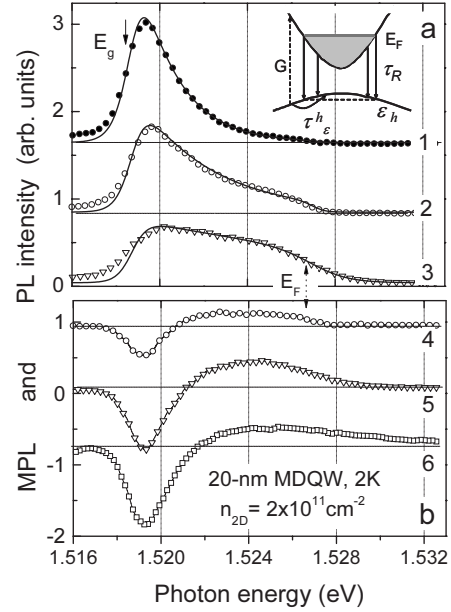 3
2
1
0
PL intensity (arb. units)
E_g
a
G
E_F
τ_R
τ^h_ε
ε_h
1
2
3
E_F
1
0
-1
-2
MPL and
4
5
6
20-nm MDQW, 2K
n_2D = 2x10^11cm^-2
b
1.516
1.520
1.524
1.528
1.532
Photon energy (eV)